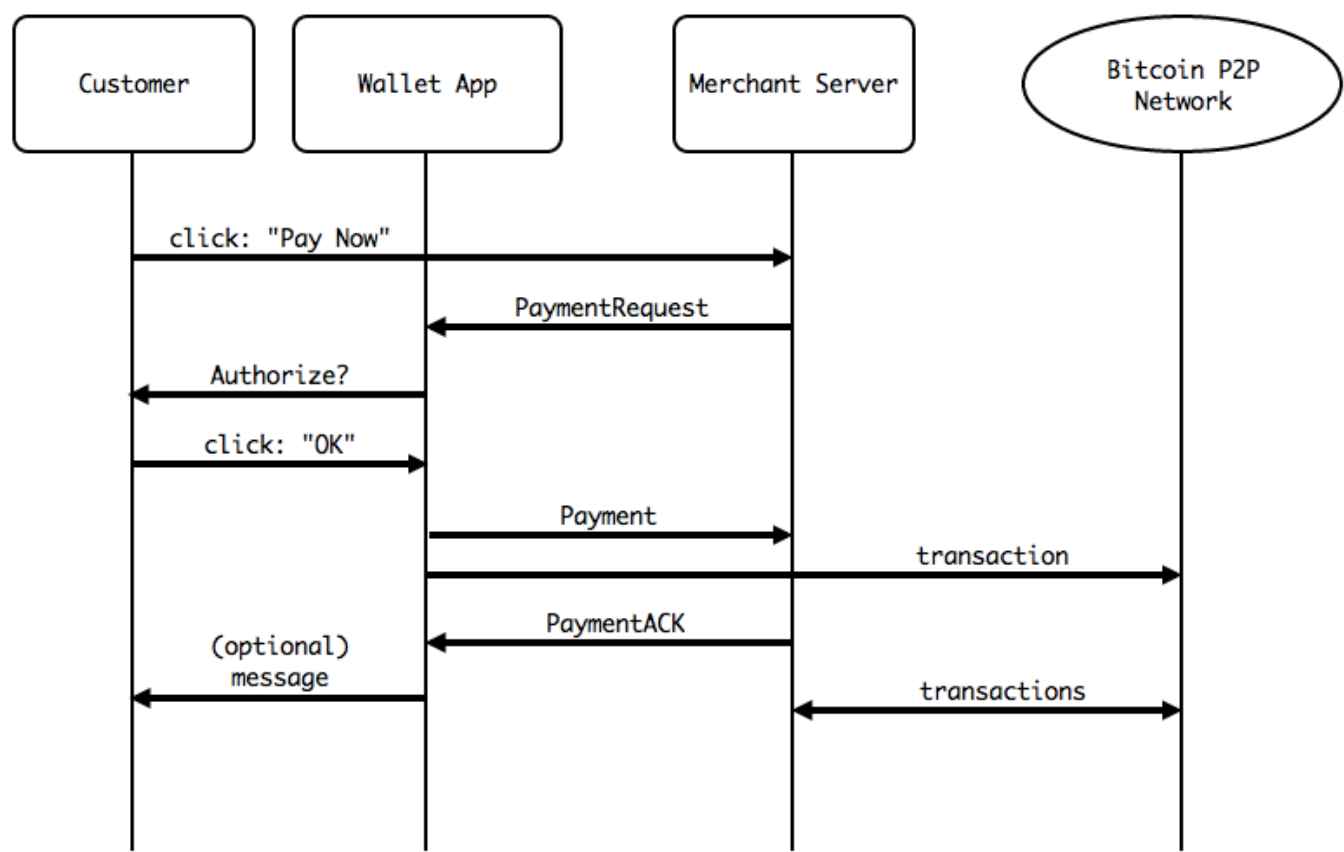 Customer
Wallet App
Merchant Server
Bitcoin P2P
Network
click: "Pay Now"
PaymentRequest
Authorize?
click: "OK"
Payment
transaction
PaymentACK
(optional)
message
transactions